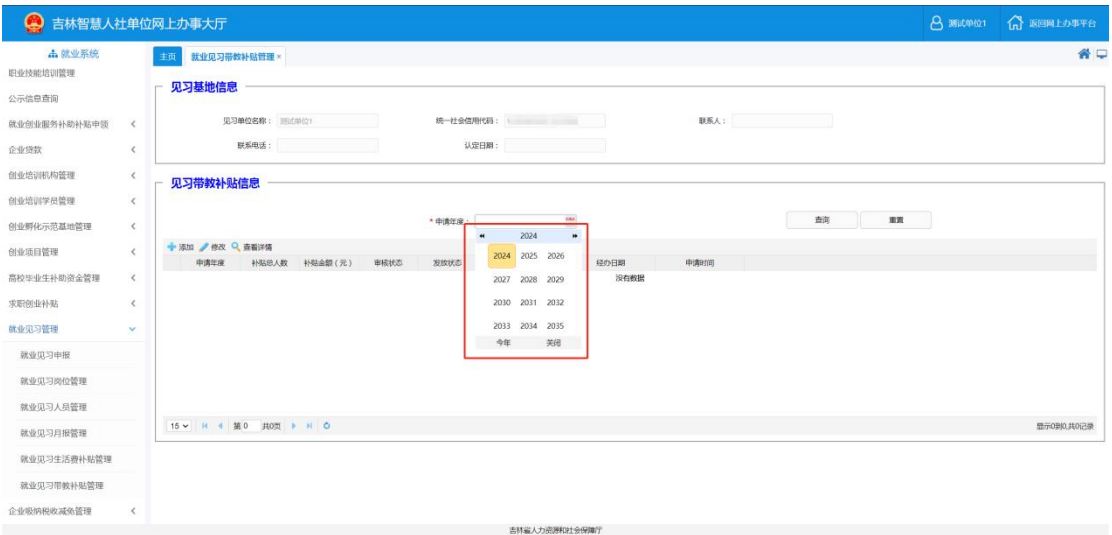 吉林智慧人社单位网上办事大厅 测试单位1 返回网上办事平台
就业系统
主页 就业见习带教补贴管理 ×
职业技能培训管理
公示信息查询
就业创业服务补助补贴申领
企业贷款
创业培训机构管理
创业培训学员管理
创业孵化示范基地管理
创业项目管理
高校毕业生补助资金管理
求职创业补贴
就业见习管理
就业见习申报
就业见习岗位管理
就业见习人员管理
就业见习月报管理
就业见习生活费补贴管理
就业见习带教补贴管理
企业吸纳税收减免管理
见习基地信息
见习单位名称: 测试单位1 统一社会信用代码: 联系人:
联系电话: 认定日期:
见习带教补贴信息
* 申请年度: 查询 重置
添加 修改 查看详情
申请年度 补贴总人数 补贴金额(元) 审核状态 发放状态 经办日期 申请时间
没有数据
2024
2024 2025 2026
2027 2028 2029
2030 2031 2032
2033 2034 2035
今年 关闭
15 第 0 共0页 显示0到0,共0记录
吉林省人力资源和社会保障厅